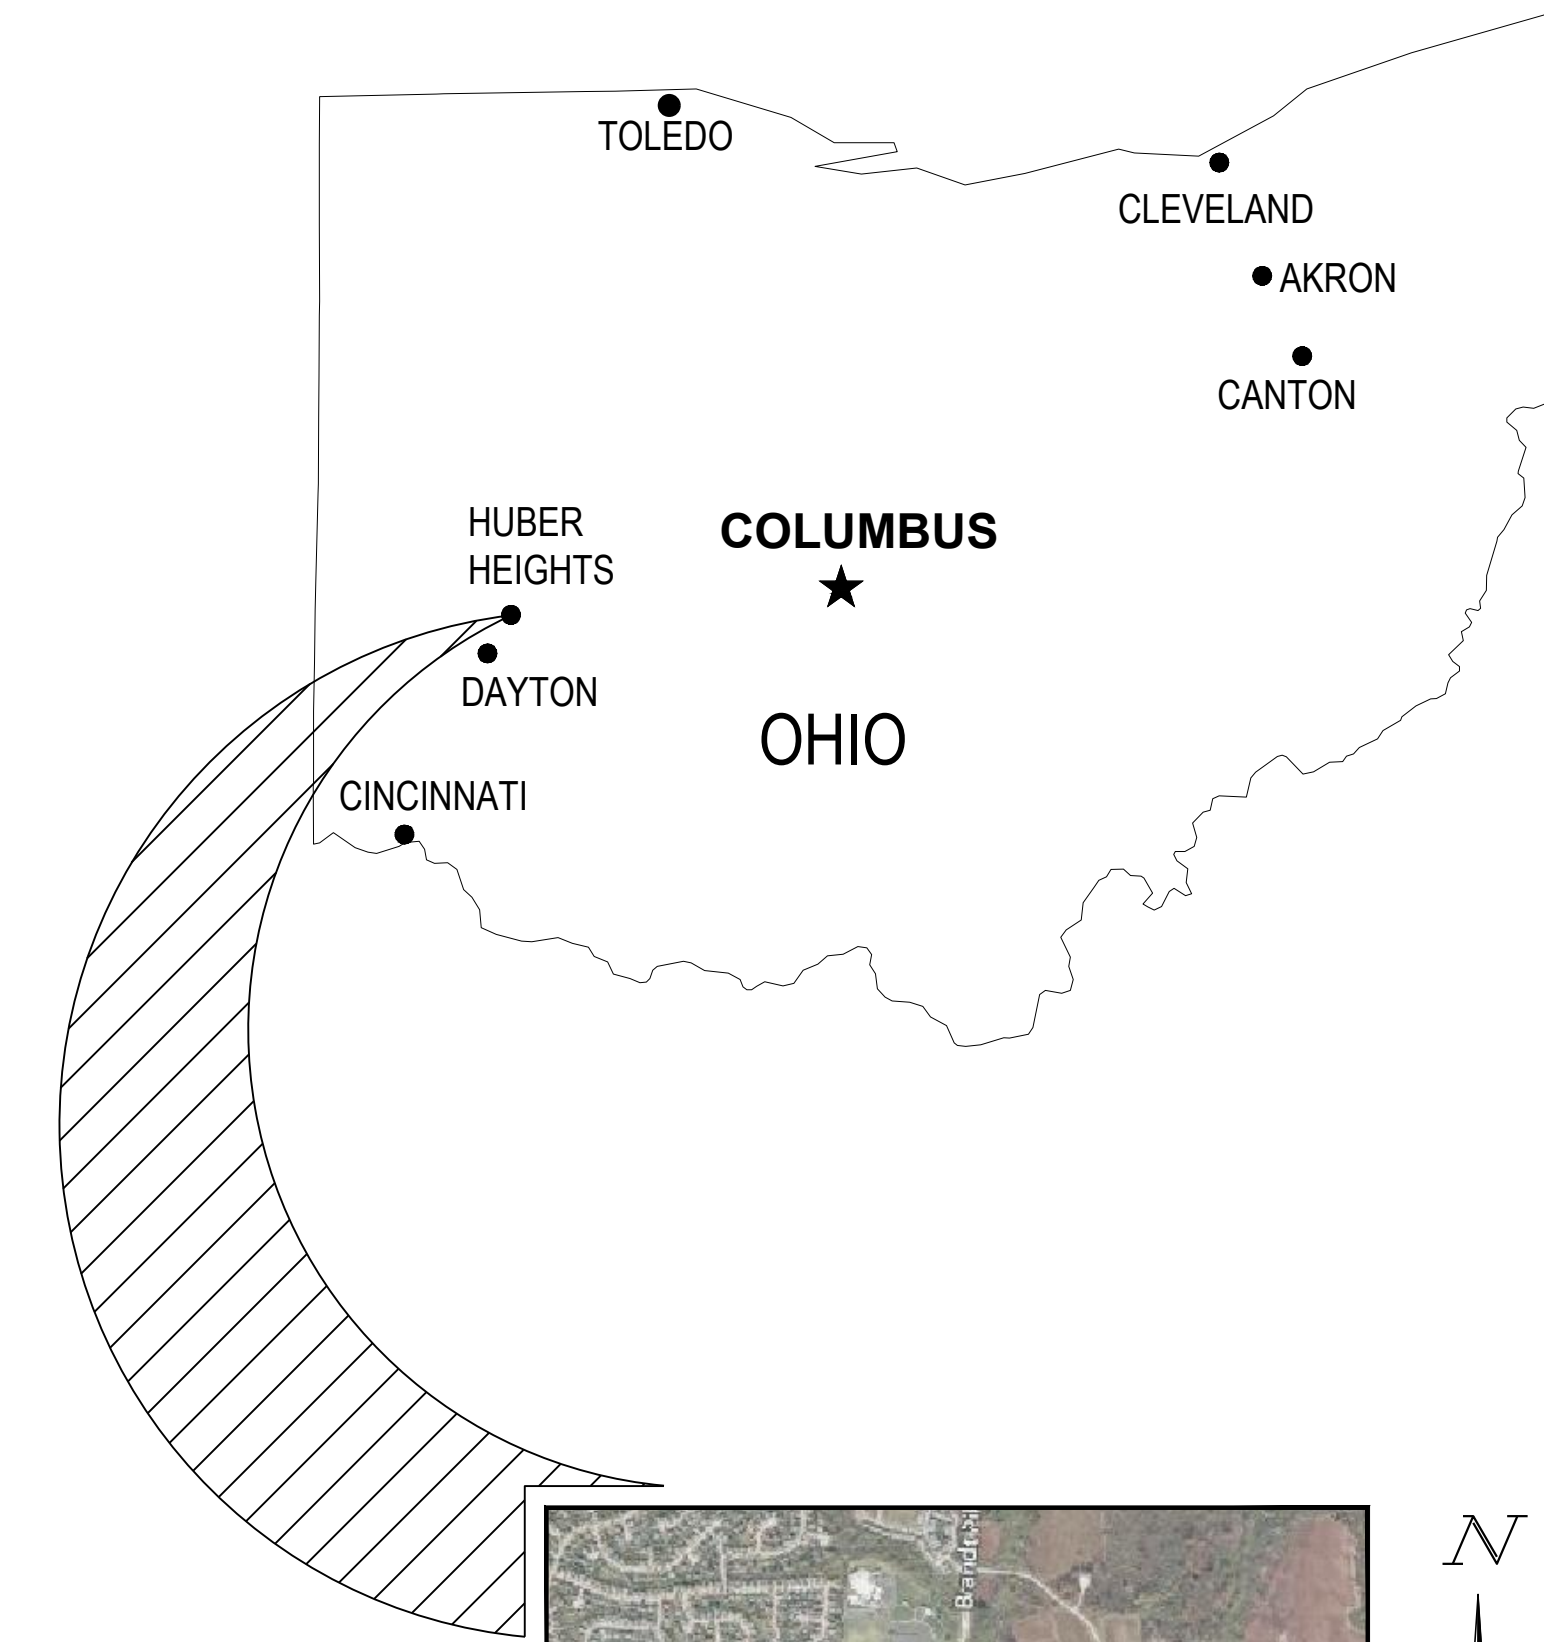 TOLEDO
CLEVELAND
AKRON
CANTON
HUBER
HEIGHTS
COLUMBUS
DAYTON
OHIO
CINCINNATI
N